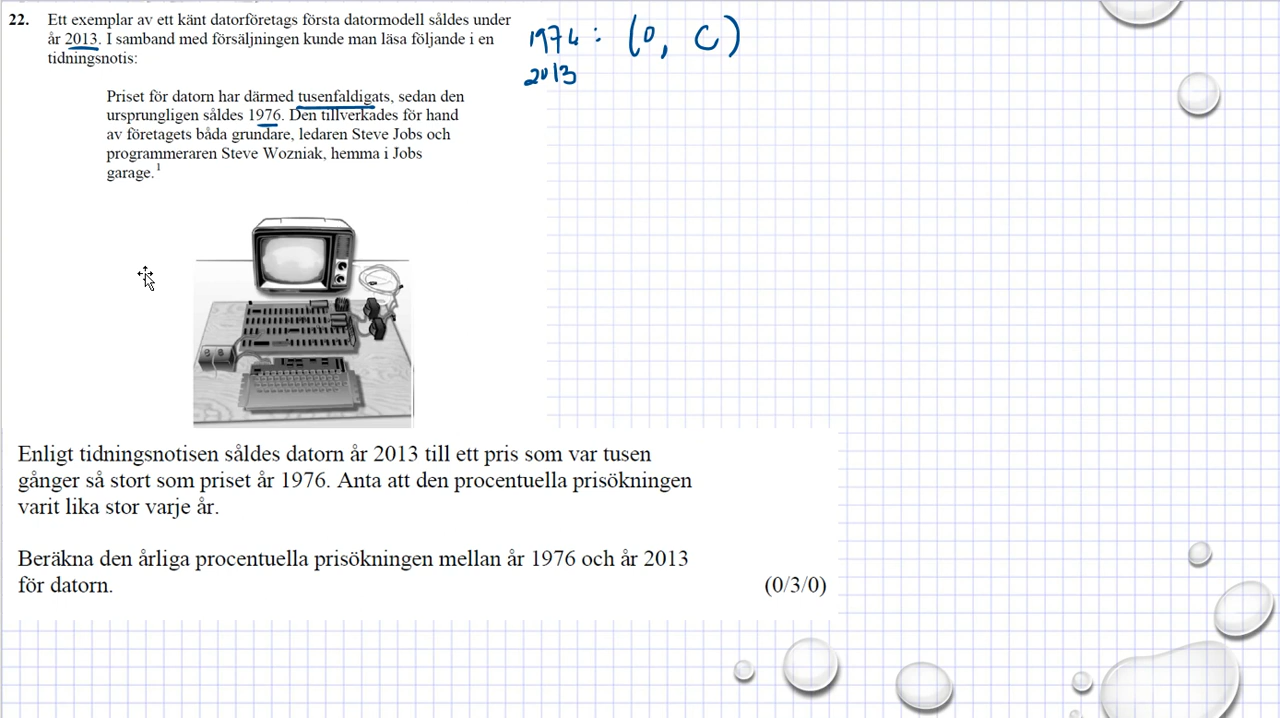 22. Ett exemplar av ett känt datorföretags första datormodell såldes under
år 2013. I samband med försäljningen kunde man läsa följande i en
tidningsnotis:
Priset för datorn har därmed tusenfaldigats, sedan den
ursprungligen såldes 1976. Den tillverkades för hand
av företagets båda grundare, ledaren Steve Jobs och
programmeraren Steve Wozniak, hemma i Jobs
garage.1
1976 : (0, C)
2013
Enligt tidningsnotisen såldes datorn år 2013 till ett pris som var tusen
gånger så stort som priset år 1976. Anta att den procentuella prisökningen
varit lika stor varje år.
Beräkna den årliga procentuella prisökningen mellan år 1976 och år 2013
för datorn. (0/3/0)